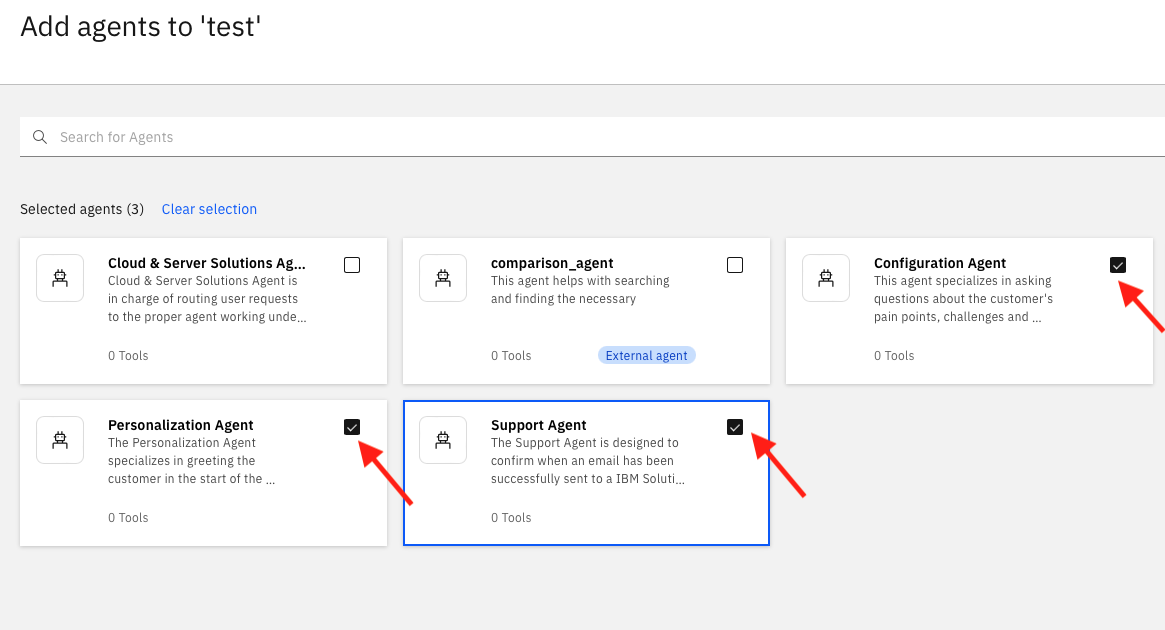 Add agents to 'test'
Search for Agents
Selected agents (3) Clear selection
Cloud & Server Solutions Ag...
Cloud & Server Solutions Agent is
in charge of routing user requests
to the proper agent working unde...
0 Tools
comparison_agent
This agent helps with searching
and finding the necessary
0 Tools External agent
Configuration Agent
This agent specializes in asking
questions about the customer's
pain points, challenges and ...
0 Tools
Personalization Agent
The Personalization Agent
specializes in greeting the
customer in the start of the ...
0 Tools
Support Agent
The Support Agent is designed to
confirm when an email has been
successfully sent to a IBM Soluti...
0 Tools